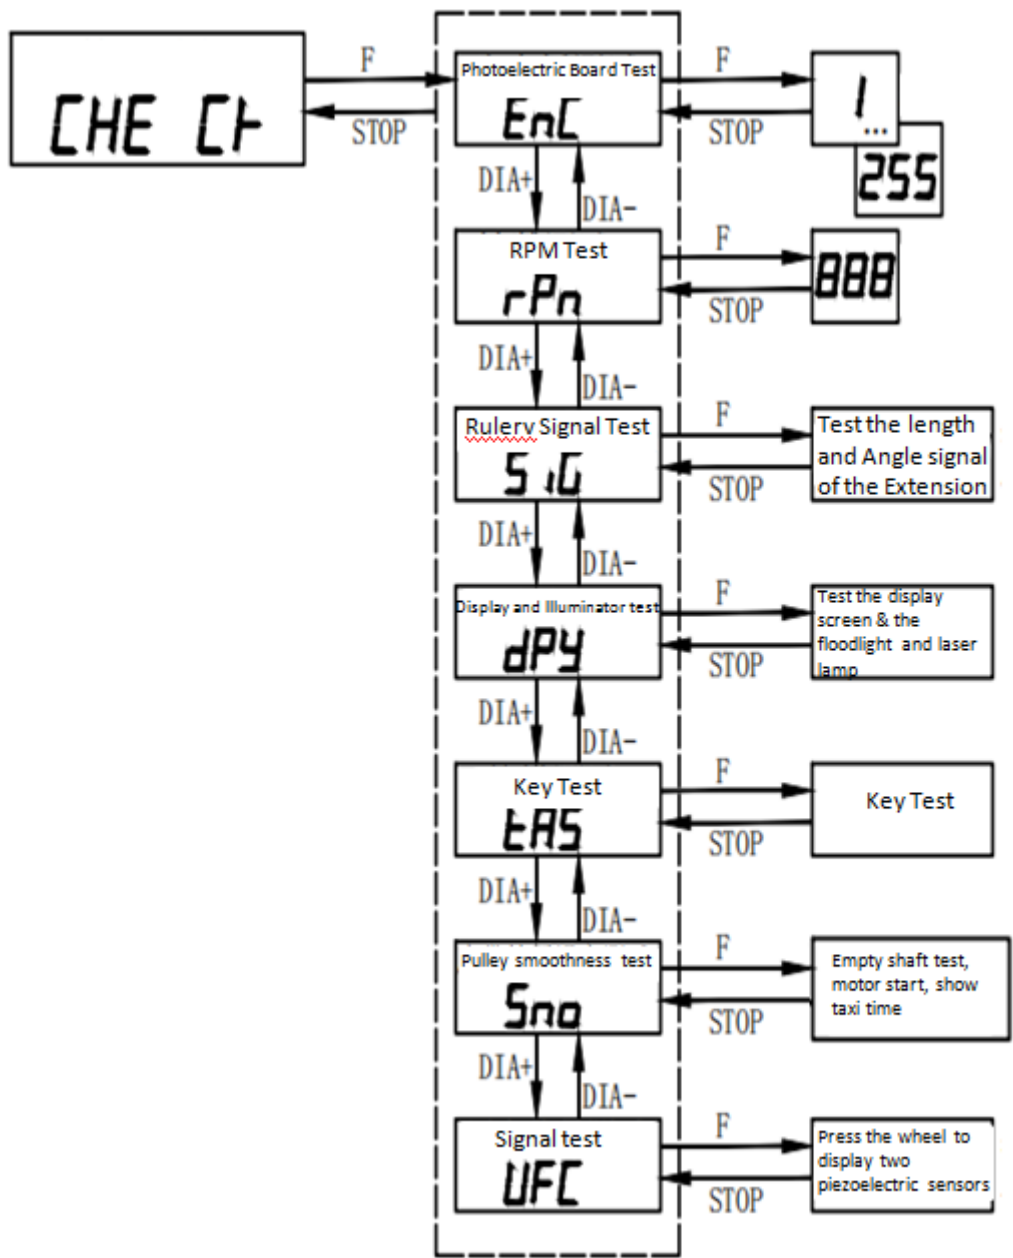 F
Photoelectric Board Test
F
1
...
CHE CK
EnC
STOP
STOP
255
DIA+
DIA-
RPM Test
F
rPn
888
STOP
DIA+
DIA-
Rulerv Signal Test
F
Test the length
and Angle signal
of the Extension
SiG
STOP
DIA+
DIA-
Display and Illuminator test
F
Test the display
screen & the
floodlight and laser
lamp
dPY
STOP
DIA+
DIA-
Key Test
F
Key Test
tAS
STOP
DIA+
DIA-
Pulley smoothness test
F
Empty shaft test,
motor start, show
taxi time
Sno
STOP
DIA+
DIA-
Signal test
F
Press the wheel to
display two
piezoelectric sensors
UFC
STOP